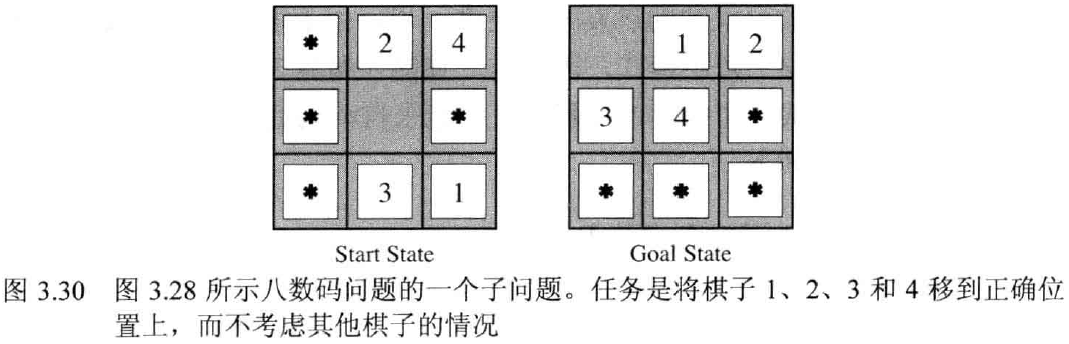 * 2 4
* *
* 3 1
Start State
1 2
3 4 *
* * *
Goal State
图 3.30 图 3.28 所示八数码问题的一个子问题。任务是将棋子 1、2、3 和 4 移到正确位
置上，而不考虑其他棋子的情况